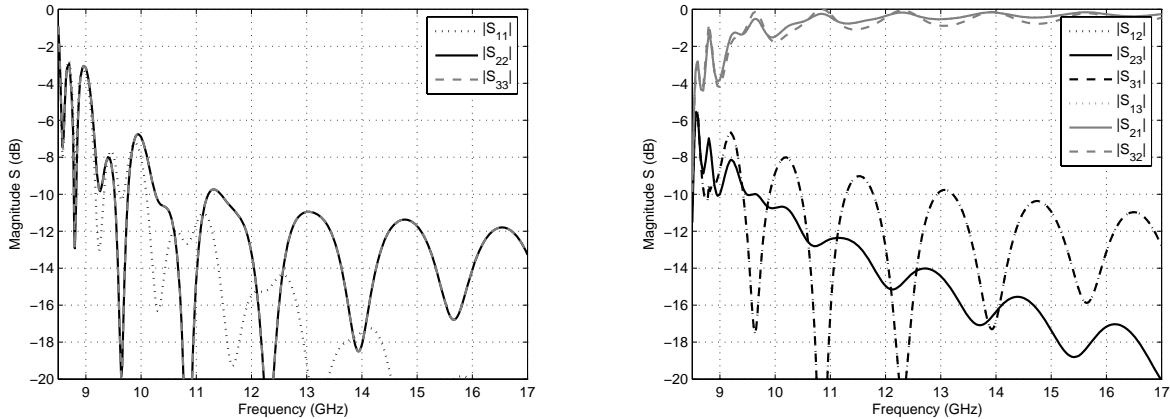 0
−2
−4
−6
−8
−10
−12
−14
−16
−18
−20
Magnitude S (dB)
9 10 11 12 13 14 15 16 17
Frequency (GHz)
|S11|
|S22|
|S33|
0
−2
−4
−6
−8
−10
−12
−14
−16
−18
−20
Magnitude S (dB)
9 10 11 12 13 14 15 16 17
Frequency (GHz)
|S12|
|S23|
|S31|
|S13|
|S21|
|S32|